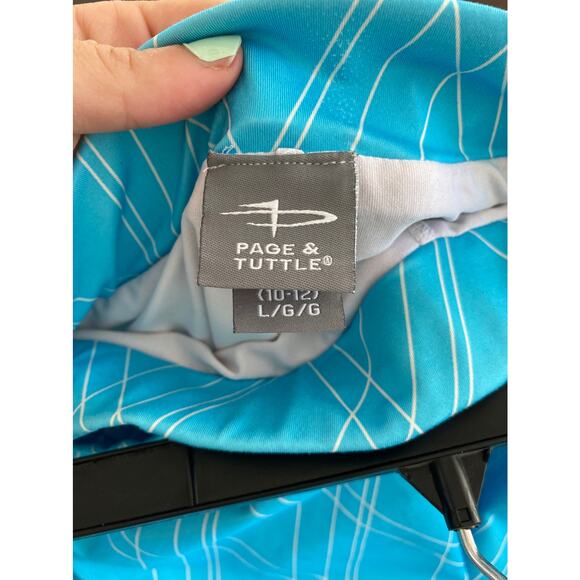 PAGE &
TUTTLE®
(10-12)
L/G/G